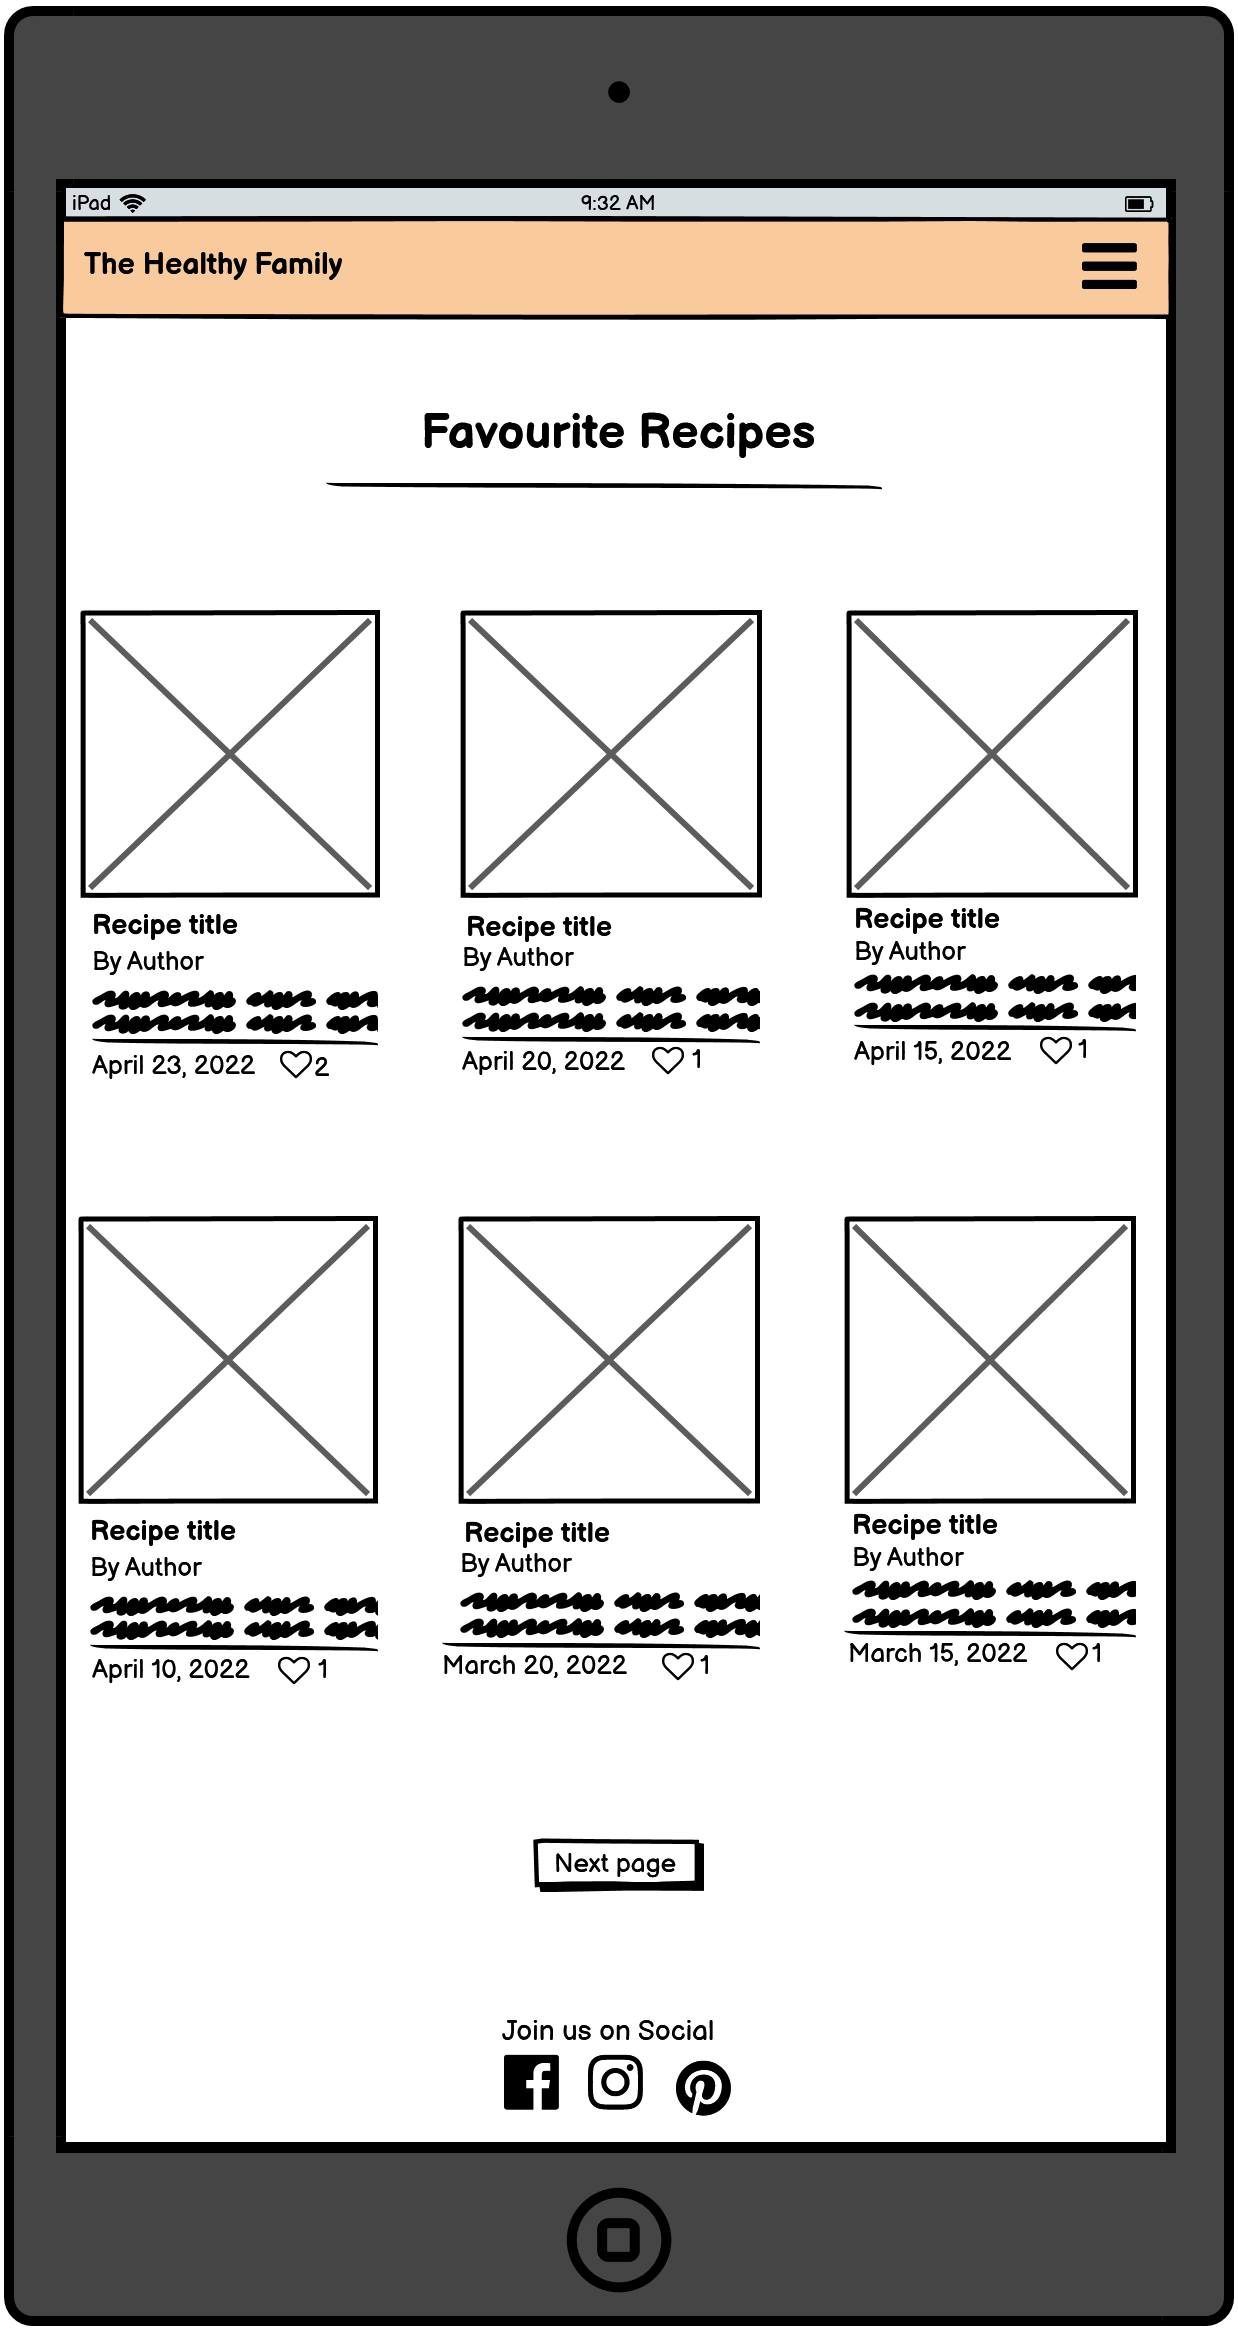 iPad 9:32 AM
The Healthy Family
Favourite Recipes
Recipe title
By Author
April 23, 2022 2
Recipe title
By Author
April 20, 2022 1
Recipe title
By Author
April 15, 2022 1
Recipe title
By Author
April 10, 2022 1
Recipe title
By Author
March 20, 2022 1
Recipe title
By Author
March 15, 2022 1
Next page
Join us on Social